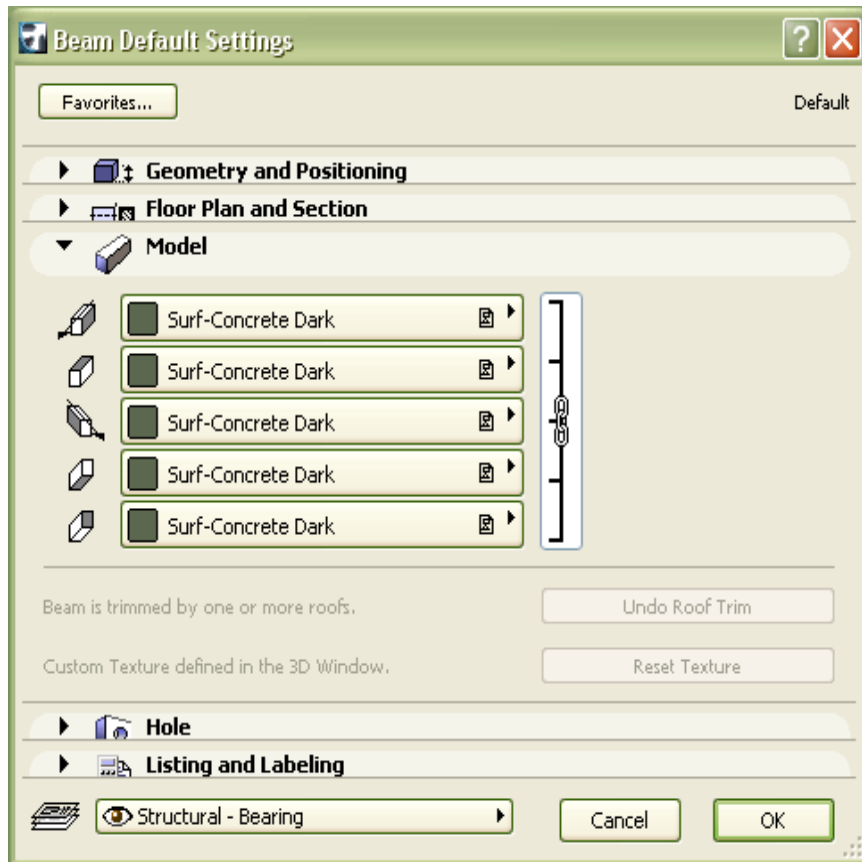 Beam Default Settings
Favorites...
Default
Geometry and Positioning
Floor Plan and Section
Model
Surf-Concrete Dark
Surf-Concrete Dark
Surf-Concrete Dark
Surf-Concrete Dark
Surf-Concrete Dark
Beam is trimmed by one or more roofs.
Undo Roof Trim
Custom Texture defined in the 3D Window.
Reset Texture
Hole
Listing and Labeling
Structural - Bearing
Cancel
OK